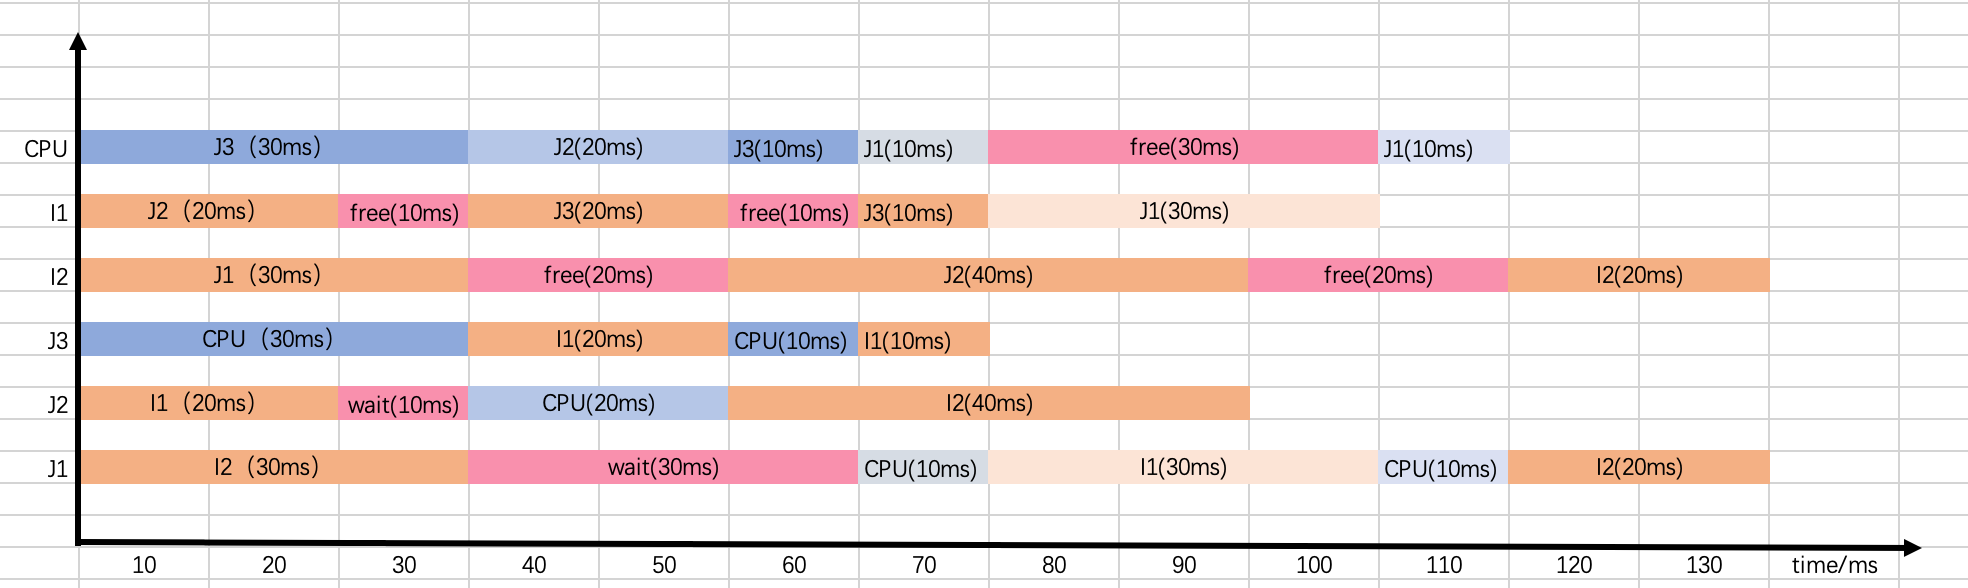 CPU J3（30ms） J2(20ms) J3(10ms) J1(10ms) free(30ms) J1(10ms)
I1 J2（20ms） free(10ms) J3(20ms) free(10ms) J3(10ms) J1(30ms)
I2 J1（30ms） free(20ms) J2(40ms) free(20ms) I2(20ms)
J3 CPU（30ms） I1(20ms) CPU(10ms) I1(10ms)
J2 I1（20ms） wait(10ms) CPU(20ms) I2(40ms)
J1 I2（30ms） wait(30ms) CPU(10ms) I1(30ms) CPU(10ms) I2(20ms)
10 20 30 40 50 60 70 80 90 100 110 120 130 time/ms